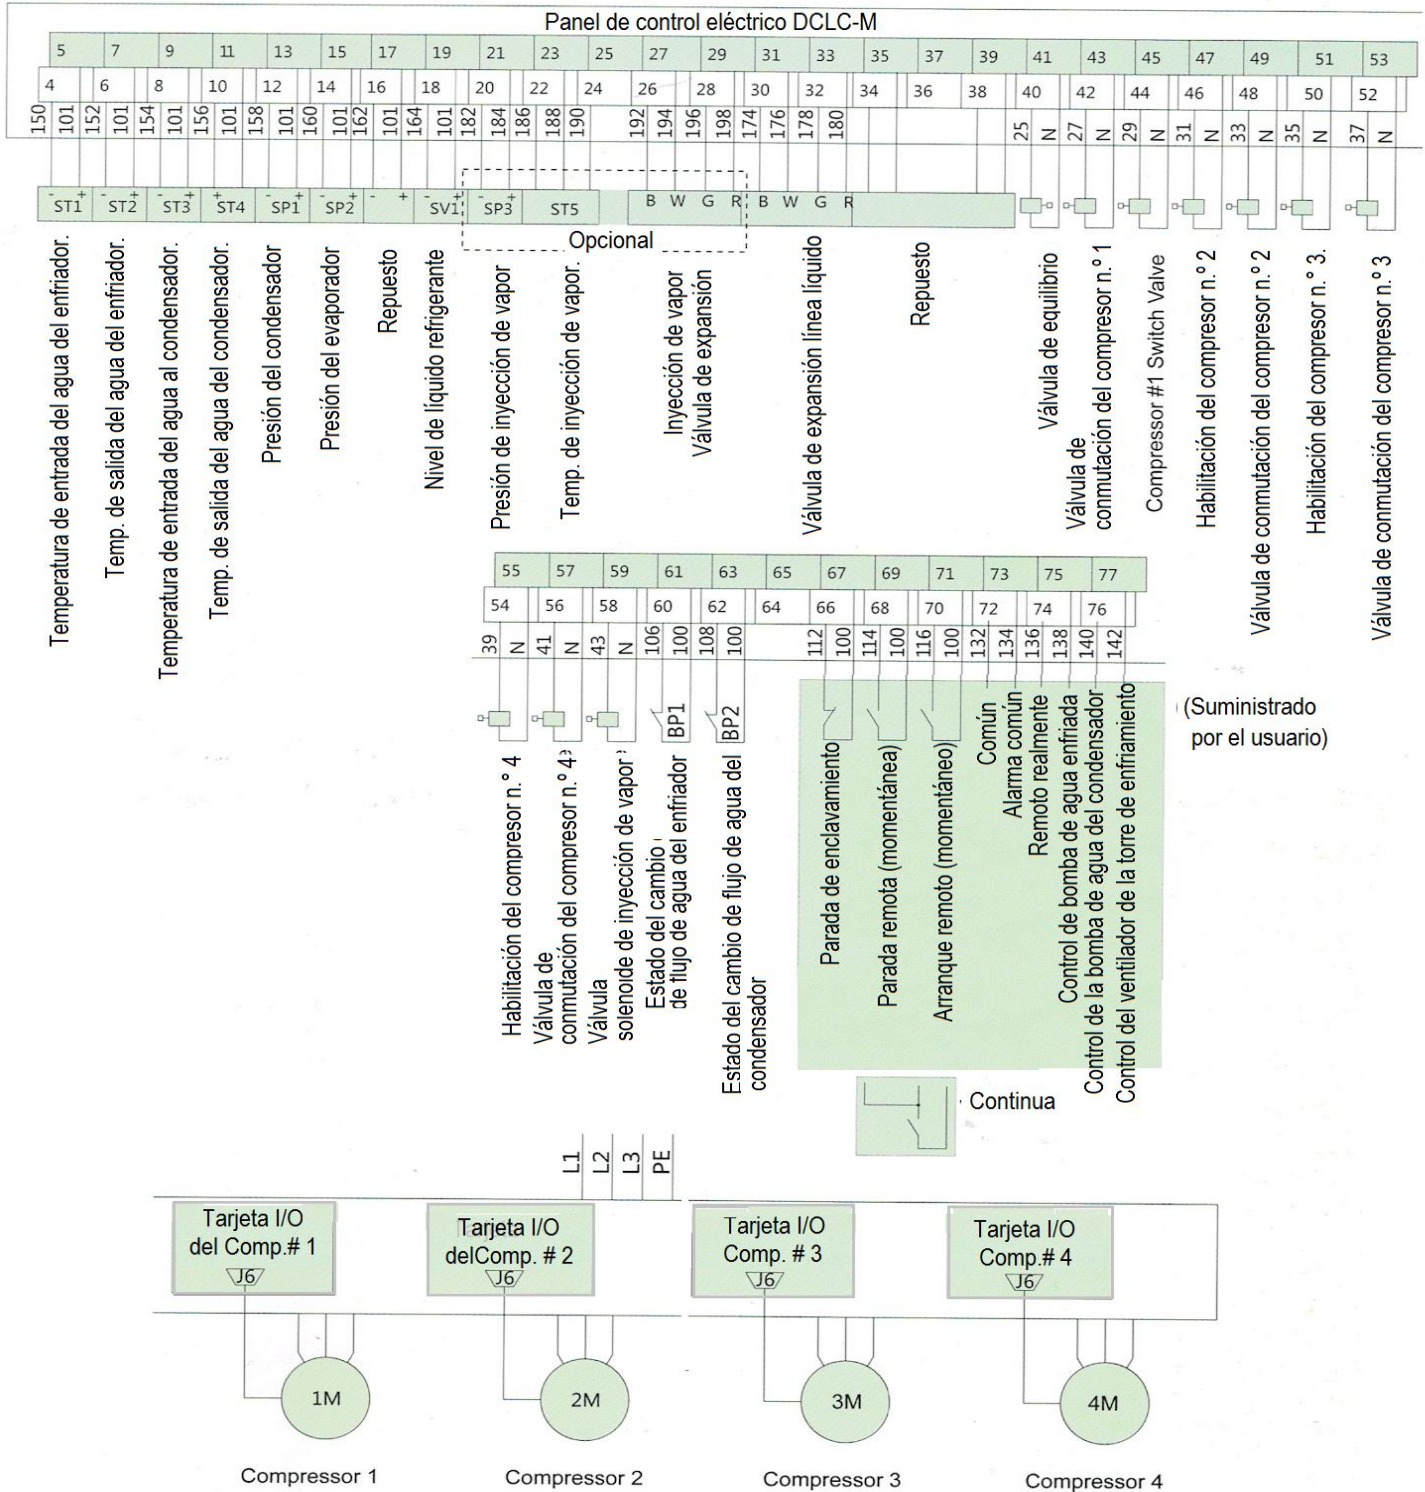 Panel de control eléctrico DCLC-M
5 7 9 11 13 15 17 19 21 23 25 27 29 31 33 35 37 39 41 43 45 47 49 51 53
4 6 8 10 12 14 16 18 20 22 24 26 28 30 32 34 36 38 40 42 44 46 48 50 52
150 101 152 101 154 101 156 101 158 101 160 101 162 101 164 101 182 184 186 188 190 192 194 196 198 174 176 178 180 25 N 27 N 29 N 31 N 33 N 35 N 37 N
- ST1 + - ST2 + - ST3 + + ST4 - SP1 + - SP2 + - + - SV1 + - SP3 + ST5 B W G R B W G R
Opcional
Temperatura de entrada del agua del enfriador.
Temp. de salida del agua del enfriador.
Temperatura de entrada del agua al condensador.
Temp. de salida del agua del condensador.
Presión del condensador
Presión del evaporador
Repuesto
Nivel de líquido refrigerante
Presión de inyección de vapor
Temp. de inyección de vapor.
Inyección de vapor
Válvula de expansión
Válvula de expansión línea líquido
Repuesto
Válvula de equilibrio
Válvula de
conmutación del compresor n.º 1
Compressor #1 Switch Valve
Habilitación del compresor n.º 2
Válvula de conmutación del compresor n.º 2
Habilitación del compresor n.º 3.
Válvula de conmutación del compresor n.º 3
55 57 59 61 63 65 67 69 71 73 75 77
54 56 58 60 62 64 66 68 70 72 74 76
39 N 41 N 43 N 106 100 108 100 112 100 114 100 116 100 132 134 136 138 140 142
BP1
BP2
Habilitación del compresor n.º 4
Válvula de
conmutación del compresor n.º 4
Válvula
solenoide de inyección de vapor
Estado del cambio
de flujo de agua del enfriador
Estado del cambio de flujo de agua del
condensador
Parada de enclavamiento
Parada remota (momentánea)
Arranque remoto (momentáneo)
Común
Alarma común
Remoto realmente
Control de bomba de agua enfriada
Control de la bomba de agua del condensador
Control del ventilador de la torre de enfriamiento
(Suministrado
por el usuario)
Continua
L1
L2
L3
PE
Tarjeta I/O
del Comp.# 1
J6
Tarjeta I/O
delComp. # 2
J6
Tarjeta I/O
Comp. # 3
J6
Tarjeta I/O
Comp. # 4
J6
1M
2M
3M
4M
Compressor 1
Compressor 2
Compressor 3
Compressor 4